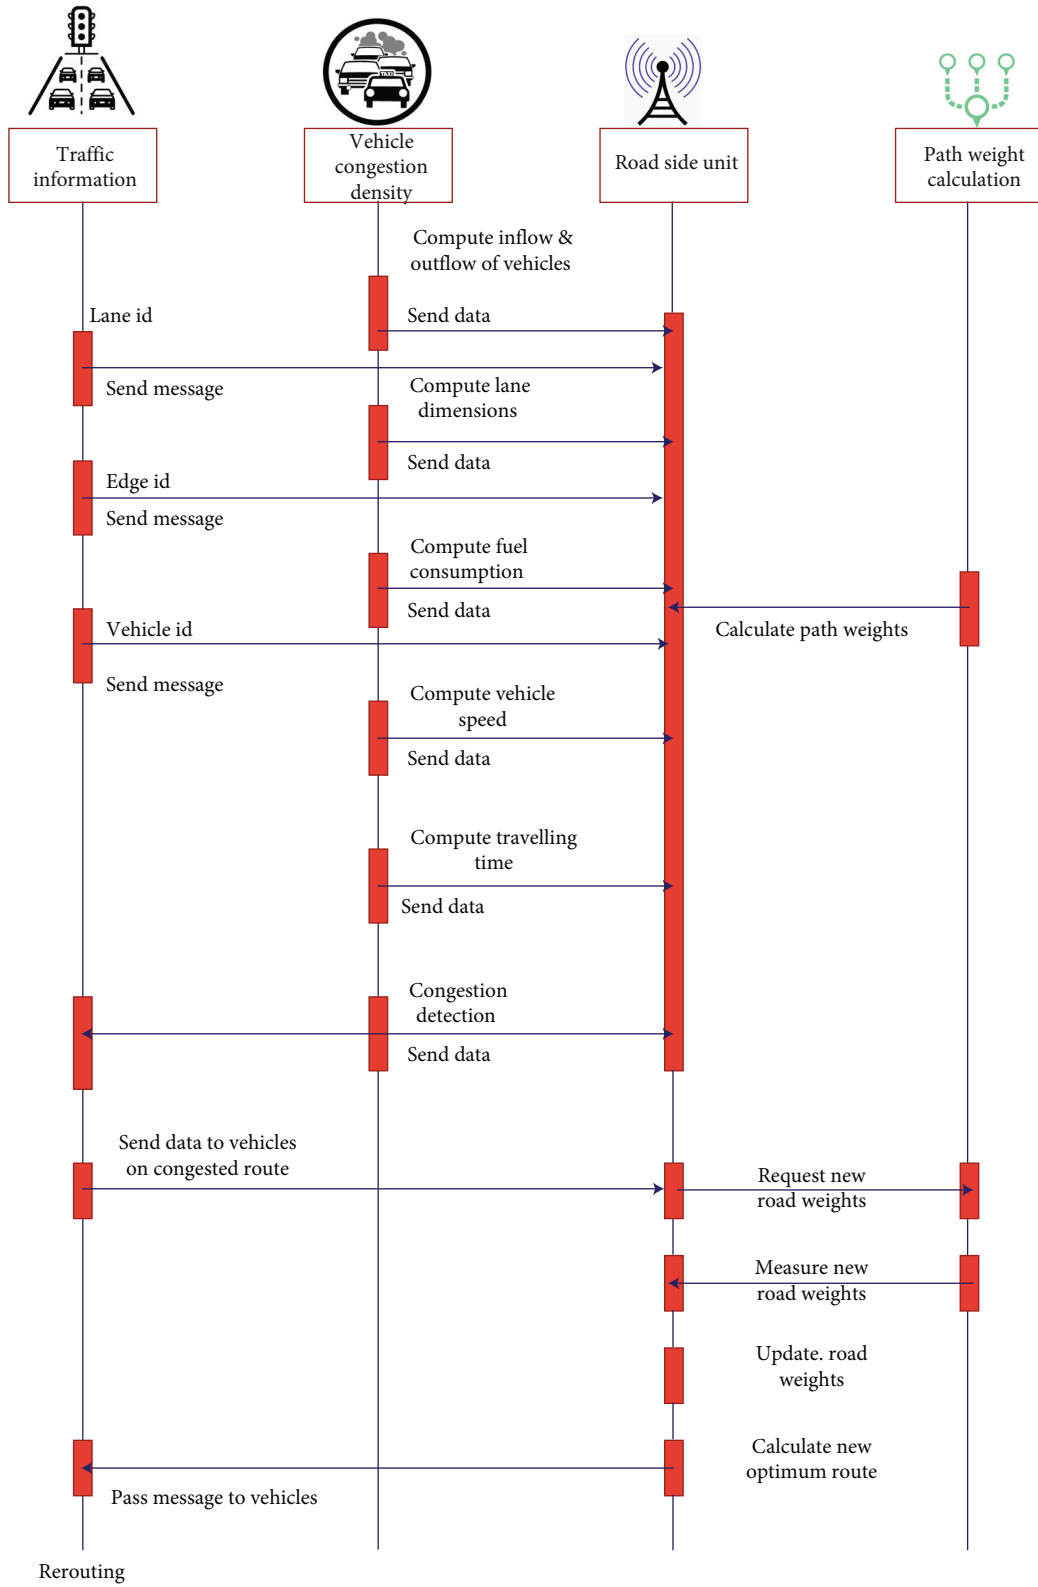 Traffic
information
Vehicle
congestion
density
Road side unit
Path weight
calculation
TAXI
Compute inflow &
outflow of vehicles
Lane id
Send data
Send message
Compute lane
dimensions
Send data
Edge id
Send message
Compute fuel
consumption
Send data
Calculate path weights
Vehicle id
Send message
Compute vehicle
speed
Send data
Compute travelling
time
Send data
Congestion
detection
Send data
Send data to vehicles
on congested route
Request new
road weights
Measure new
road weights
Update. road
weights
Calculate new
optimum route
Pass message to vehicles
Rerouting